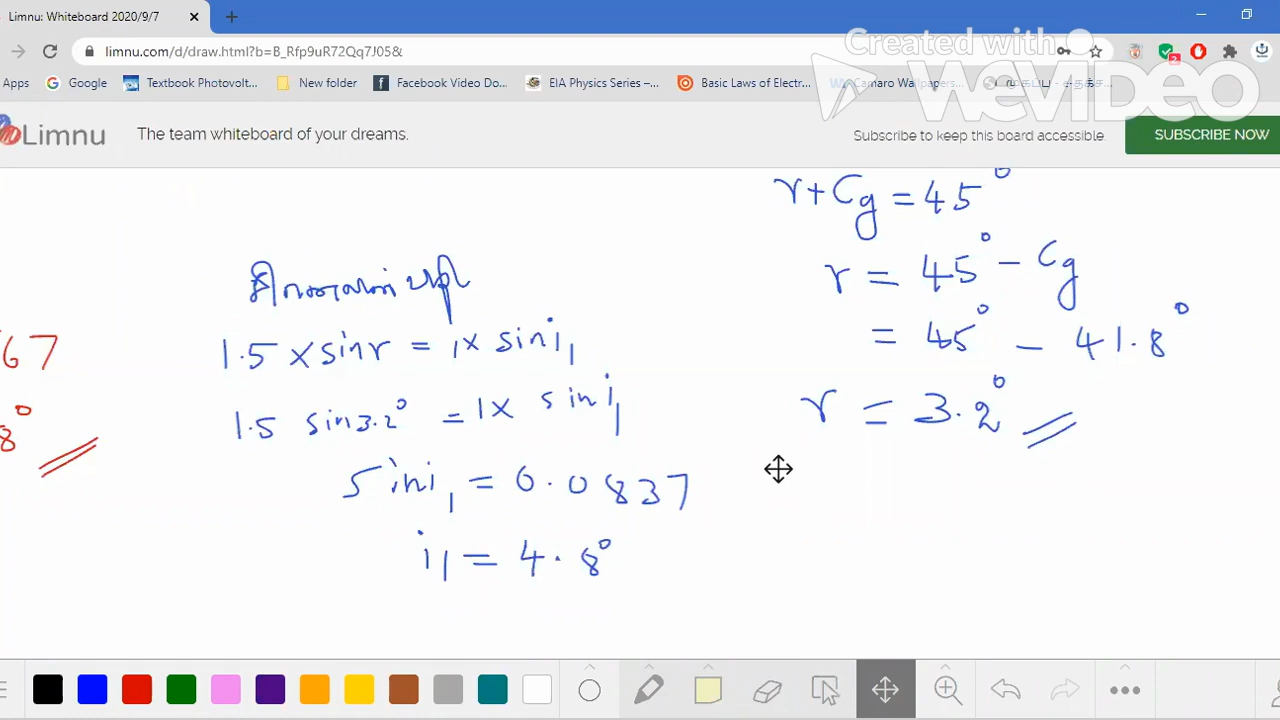 Limnu: Whiteboard 2020/9/7
limnu.com/d/draw.html?b=B_Rfp9uR72Qq7J05&
Created with
WEVIDEO
Apps Google Textbook Photovolt... New folder Facebook Video Do... EIA Physics Series –... Basic Laws of Electr... Camaro Wallpapers...
Limnu The team whiteboard of your dreams. Subscribe to keep this board accessible. SUBSCRIBE NOW
r + Cg = 45°
r = 45° - Cg
= 45° - 41.8°
r = 3.2°
67
8°
1.5 × sin r = 1 × sin i₁
1.5 sin 3.2° = 1 × sin i₁
sin i₁ = 0.0837
i₁ = 4.8°